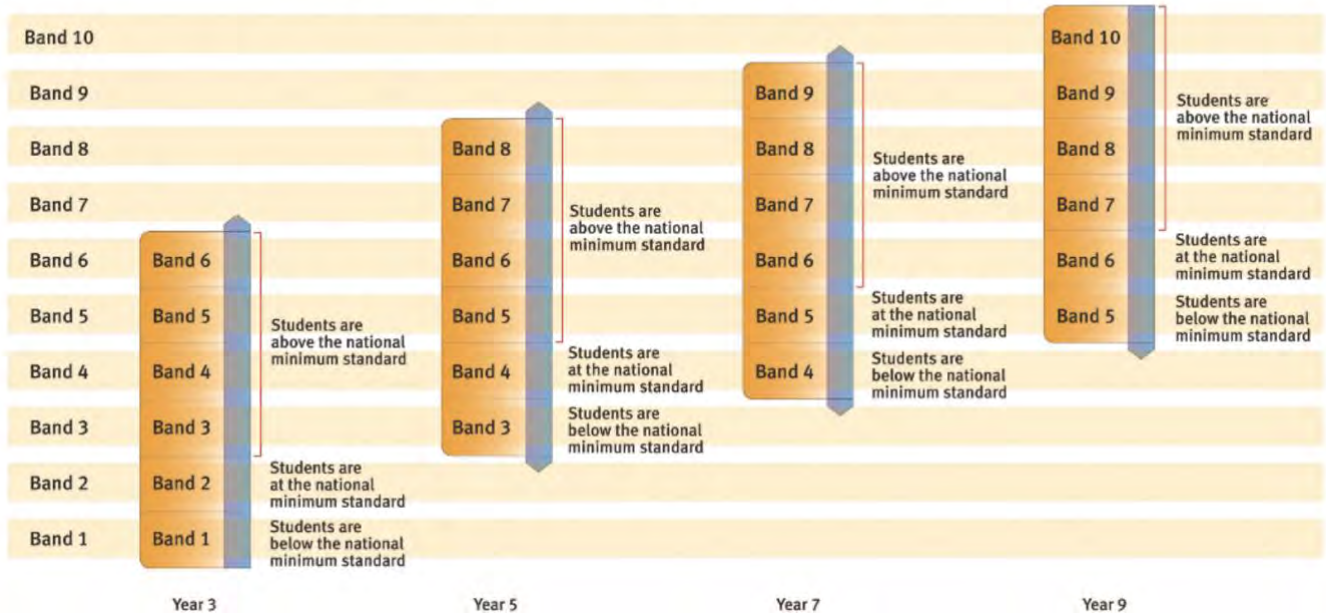 Band 10
Band 9
Band 8
Band 7
Band 6
Band 5
Band 4
Band 3
Band 2
Band 1
Band 6
Band 5
Band 4
Band 3
Band 2
Band 1
Students are
above the national
minimum standard
Students are
at the national
minimum standard
Students are
below the national
minimum standard
Year 3
Band 8
Band 7
Band 6
Band 5
Band 4
Band 3
Students are
above the national
minimum standard
Students are
at the national
minimum standard
Students are
below the national
minimum standard
Year 5
Band 9
Band 8
Band 7
Band 6
Band 5
Band 4
Students are
above the national
minimum standard
Students are
at the national
minimum standard
Students are
below the national
minimum standard
Year 7
Band 10
Band 9
Band 8
Band 7
Band 6
Band 5
Students are
above the national
minimum standard
Students are
at the national
minimum standard
Students are
below the national
minimum standard
Year 9